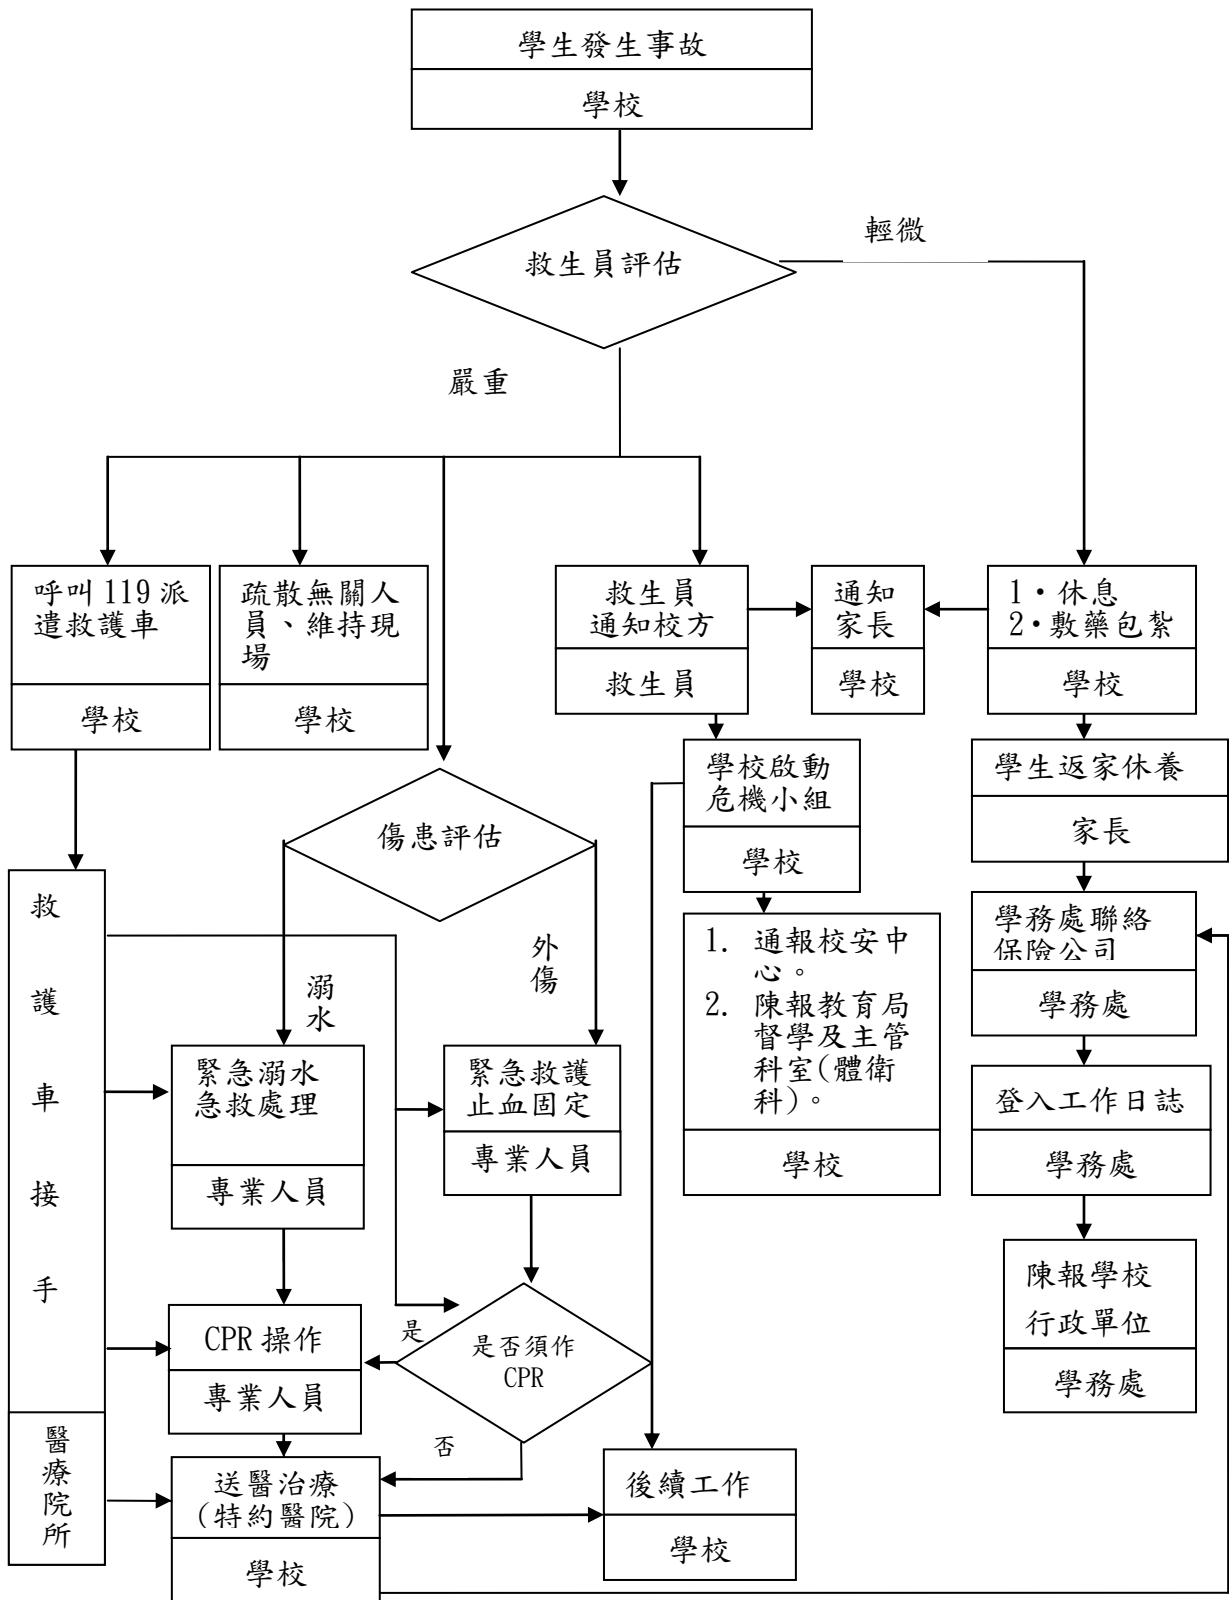 學生發生事故
學校
救生員評估
輕微
嚴重
呼叫119派
遣救護車
學校
疏散無關人
員、維持現
場
學校
救生員
通知校方
救生員
通知
家長
學校
1·休息
2·敷藥包紮
學校
傷患評估
溺水
外傷
學校啟動
危機小組
學校
學生返家休養
家長
救護車接手
1. 通報校安中
心。
2. 陳報教育局
督學及主管
科室(體衛
科)。
學校
學務處聯絡
保險公司
學務處
緊急溺水
急救處理
專業人員
緊急救護
止血固定
專業人員
登入工作日誌
學務處
CPR操作
專業人員
是
是否須作
CPR
否
陳報學校
行政單位
學務處
醫療院所
送醫治療
(特約醫院)
學校
後續工作
學校